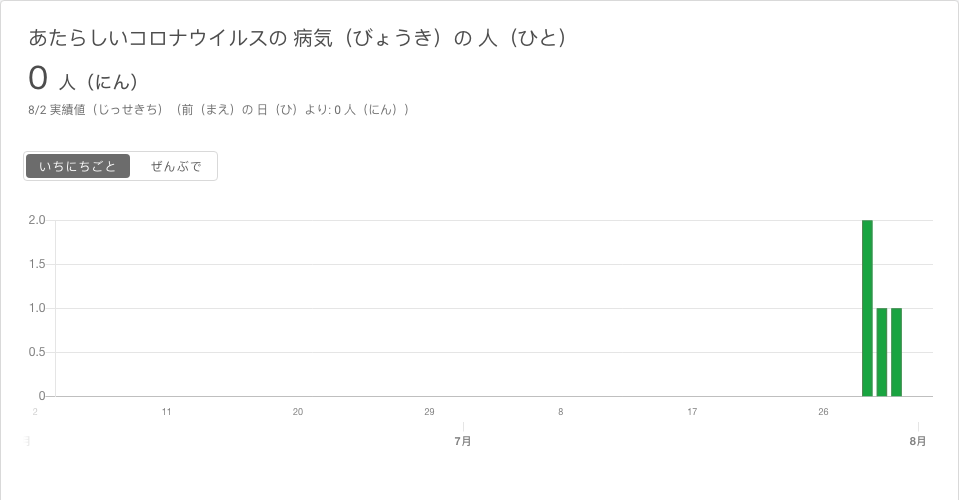 あたらしいコロナウイルスの 病気（びょうき）の 人（ひと）
0 人（にん）
8/2 実績値（じっせきち）（前（まえ）の 日（ひ）より: 0 人（にん））
いちにちごと ぜんぶで
2.0
1.5
1.0
0.5
0
2 11 20 29 8 17 26
7月 8月